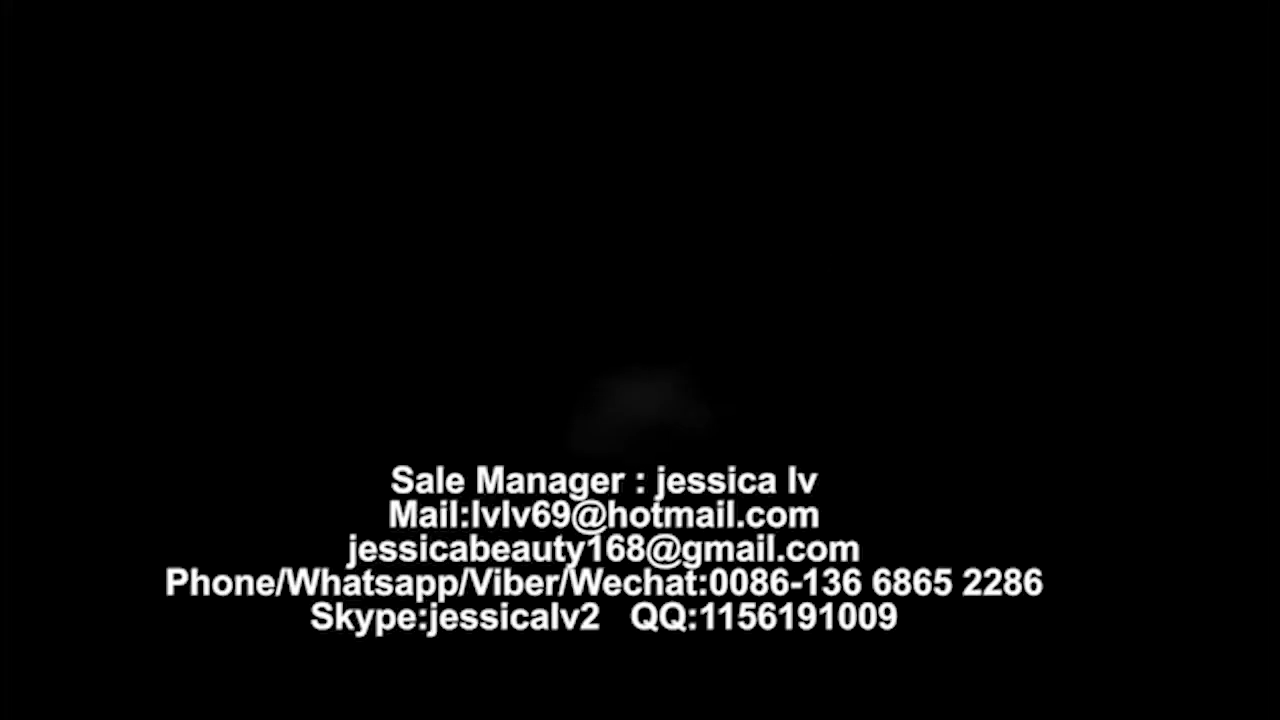 Sale Manager : jessica lv
Mail:lvlv69@hotmail.com
jessicabeauty168@gmail.com
Phone/Whatsapp/Viber/Wechat:0086-136 6865 2286
Skype:jessicalv2   QQ:1156191009